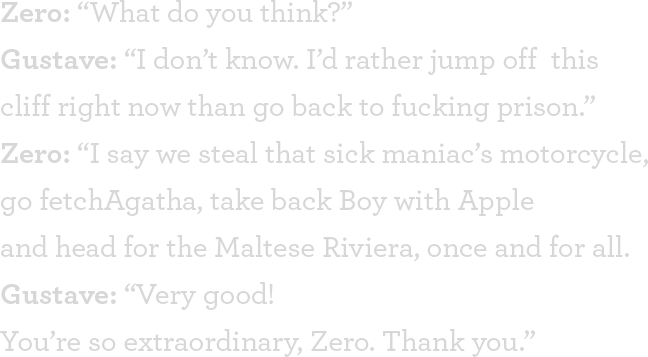 Zero: “What do you think?”
Gustave: “I don’t know. I’d rather jump off this
cliff right now than go back to fucking prison.”
Zero: “I say we steal that sick maniac’s motorcycle,
go fetchAgatha, take back Boy with Apple
and head for the Maltese Riviera, once and for all.
Gustave: “Very good!
You’re so extraordinary, Zero. Thank you.”